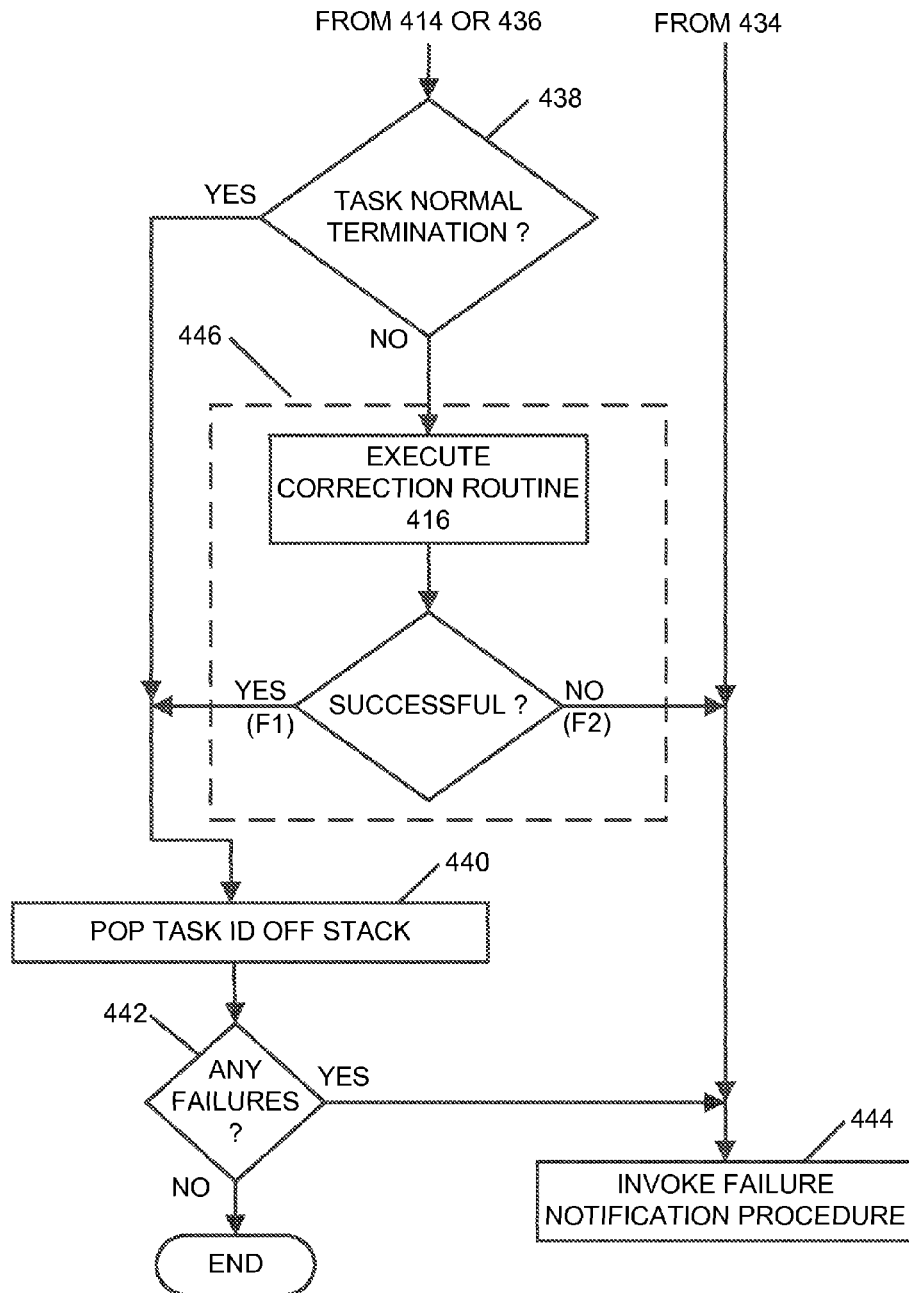 FROM 414 OR 436
FROM 434
438
YES
TASK NORMAL
TERMINATION ?
NO
446
EXECUTE
CORRECTION ROUTINE
416
YES
(F1)
SUCCESSFUL ?
NO
(F2)
440
POP TASK ID OFF STACK
442
ANY
FAILURES
?
YES
NO
444
INVOKE FAILURE
NOTIFICATION PROCEDURE
END